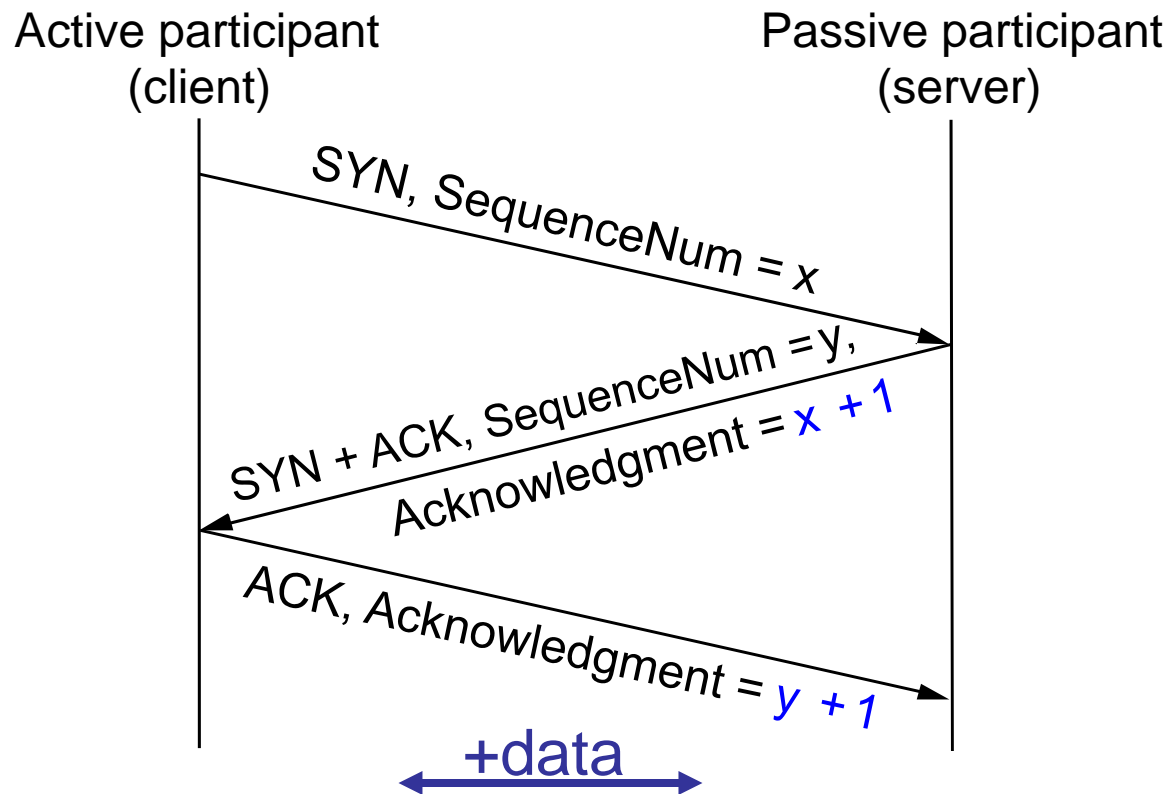 Active participant
(client)
Passive participant
(server)
SYN, SequenceNum = x
SYN + ACK, SequenceNum = y,
Acknowledgment = x + 1
ACK, Acknowledgment = y + 1
+data